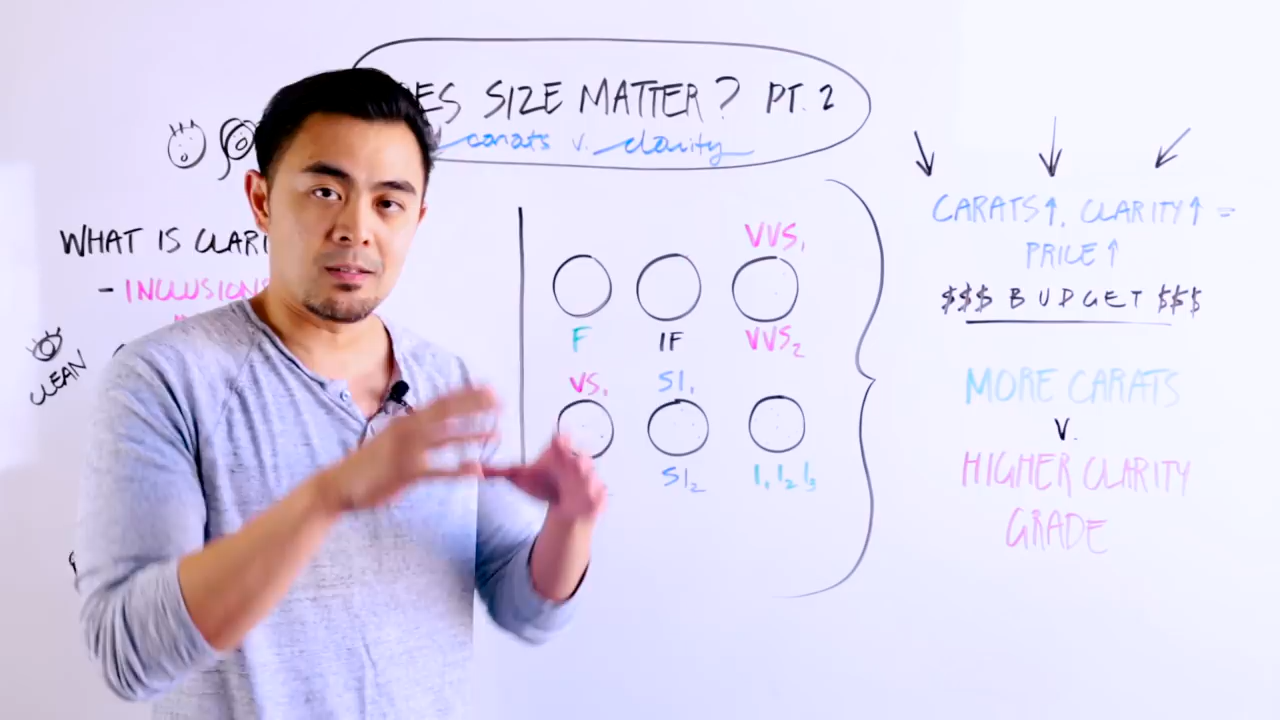 ES SIZE MATTER? PT. 2
carats v. clarity
WHAT IS CLARI
- INCLUSIONS
CLEAN
VVS₁
F IF VVS₂
VS₁ SI₁
SI₂ I₁ I₂ I₃
CARATS↑, CLARITY↑ =
PRICE↑
$$$ BUDGET $$$
MORE CARATS
V.
HIGHER CLARITY
GRADE